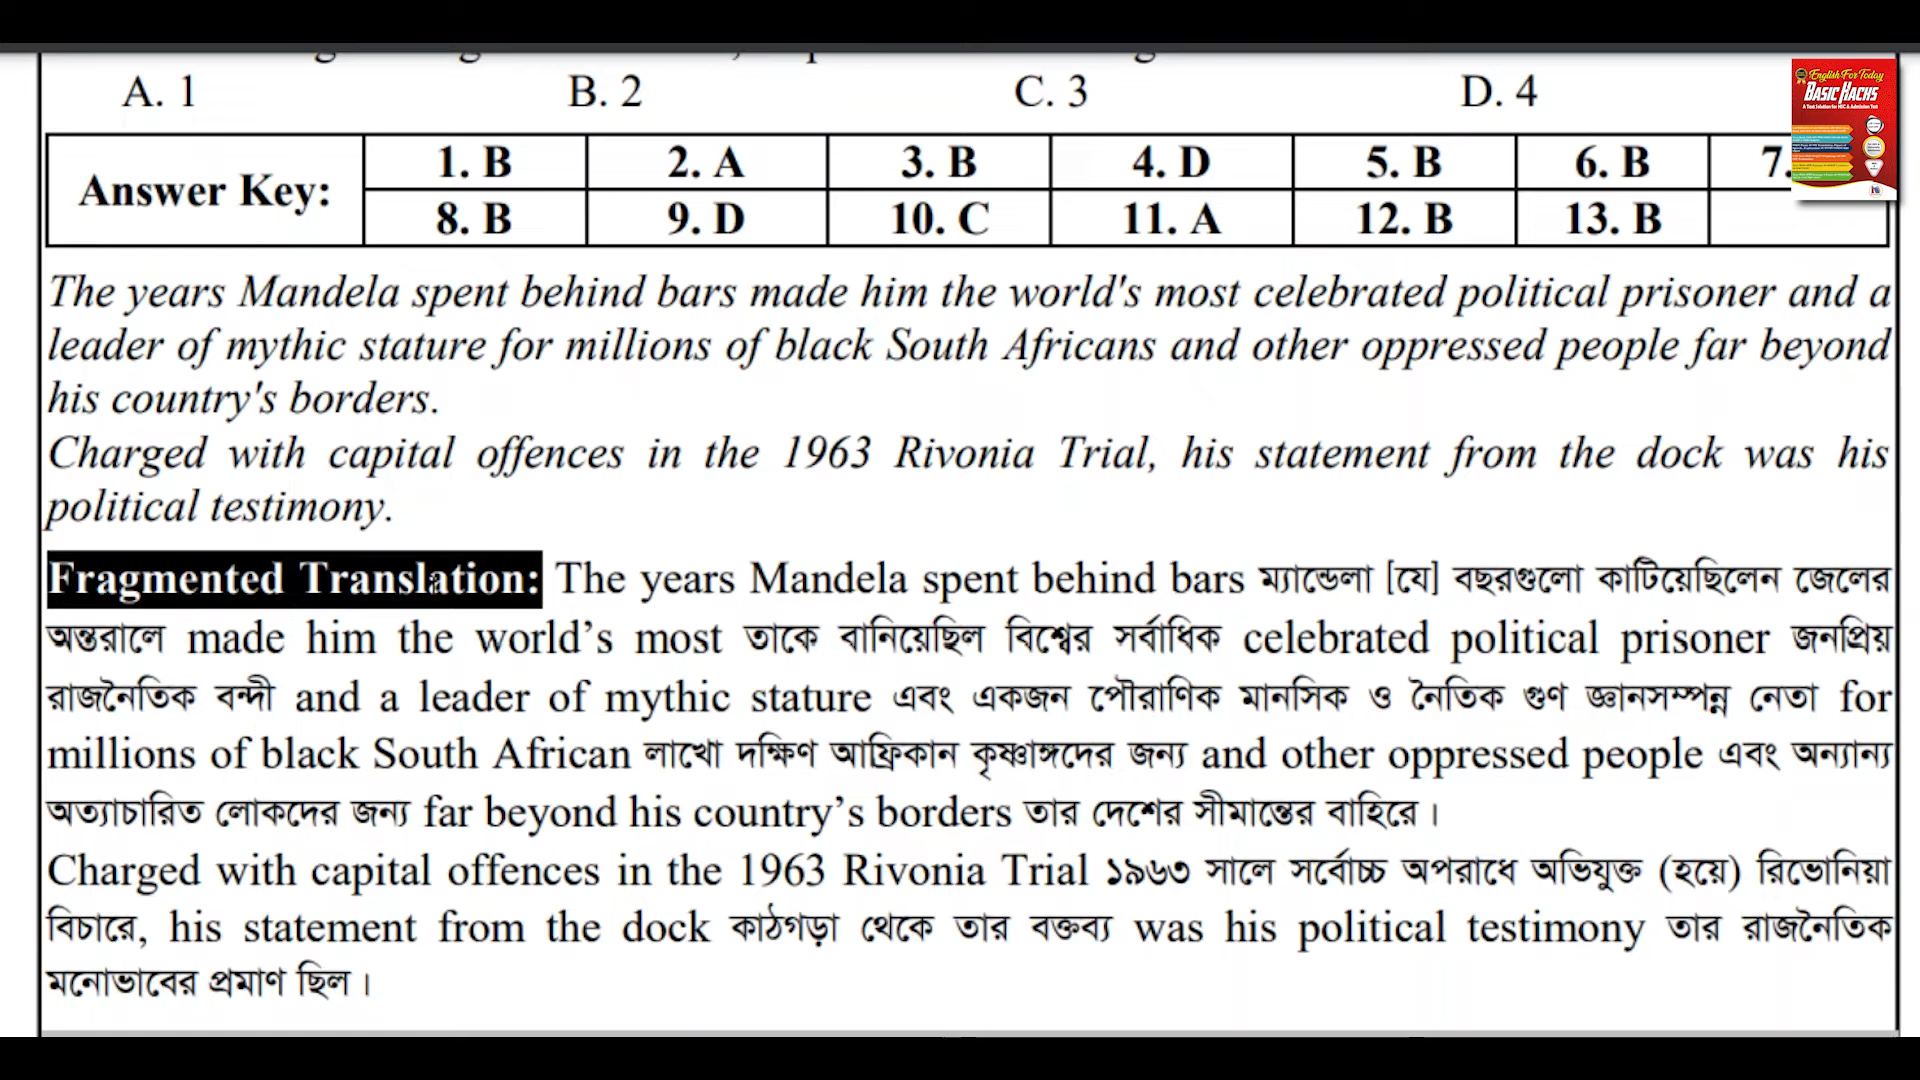 A. 1 B. 2 C. 3 D. 4
English For Today
BASIC HACKS
Answer Key: 1. B 2. A 3. B 4. D 5. B 6. B 7.
8. B 9. D 10. C 11. A 12. B 13. B
The years Mandela spent behind bars made him the world's most celebrated political prisoner and a
leader of mythic stature for millions of black South Africans and other oppressed people far beyond
his country's borders.
Charged with capital offences in the 1963 Rivonia Trial, his statement from the dock was his
political testimony.
Fragmented Translation: The years Mandela spent behind bars ম্যান্ডেলা [যে] বছরগুলো কাটিয়েছিলেন জেলের
অন্তরালে made him the world’s most তাকে বানিয়েছিল বিশ্বের সর্বাধিক celebrated political prisoner জনপ্রিয়
রাজনৈতিক বন্দী and a leader of mythic stature এবং একজন পৌরাণিক মানসিক ও নৈতিক গুণ জ্ঞানসম্পন্ন নেতা for
millions of black South African লাখো দক্ষিণ আফ্রিকান কৃষ্ণাঙ্গদের জন্য and other oppressed people এবং অন্যান্য
অত্যাচারিত লোকদের জন্য far beyond his country’s borders তার দেশের সীমান্তের বাহিরে।
Charged with capital offences in the 1963 Rivonia Trial ১৯৬৩ সালে সর্বোচ্চ অপরাধে অভিযুক্ত (হয়ে) রিভোনিয়া
বিচারে, his statement from the dock কাঠগড়া থেকে তার বক্তব্য was his political testimony তার রাজনৈতিক
মনোভাবের প্রমাণ ছিল।